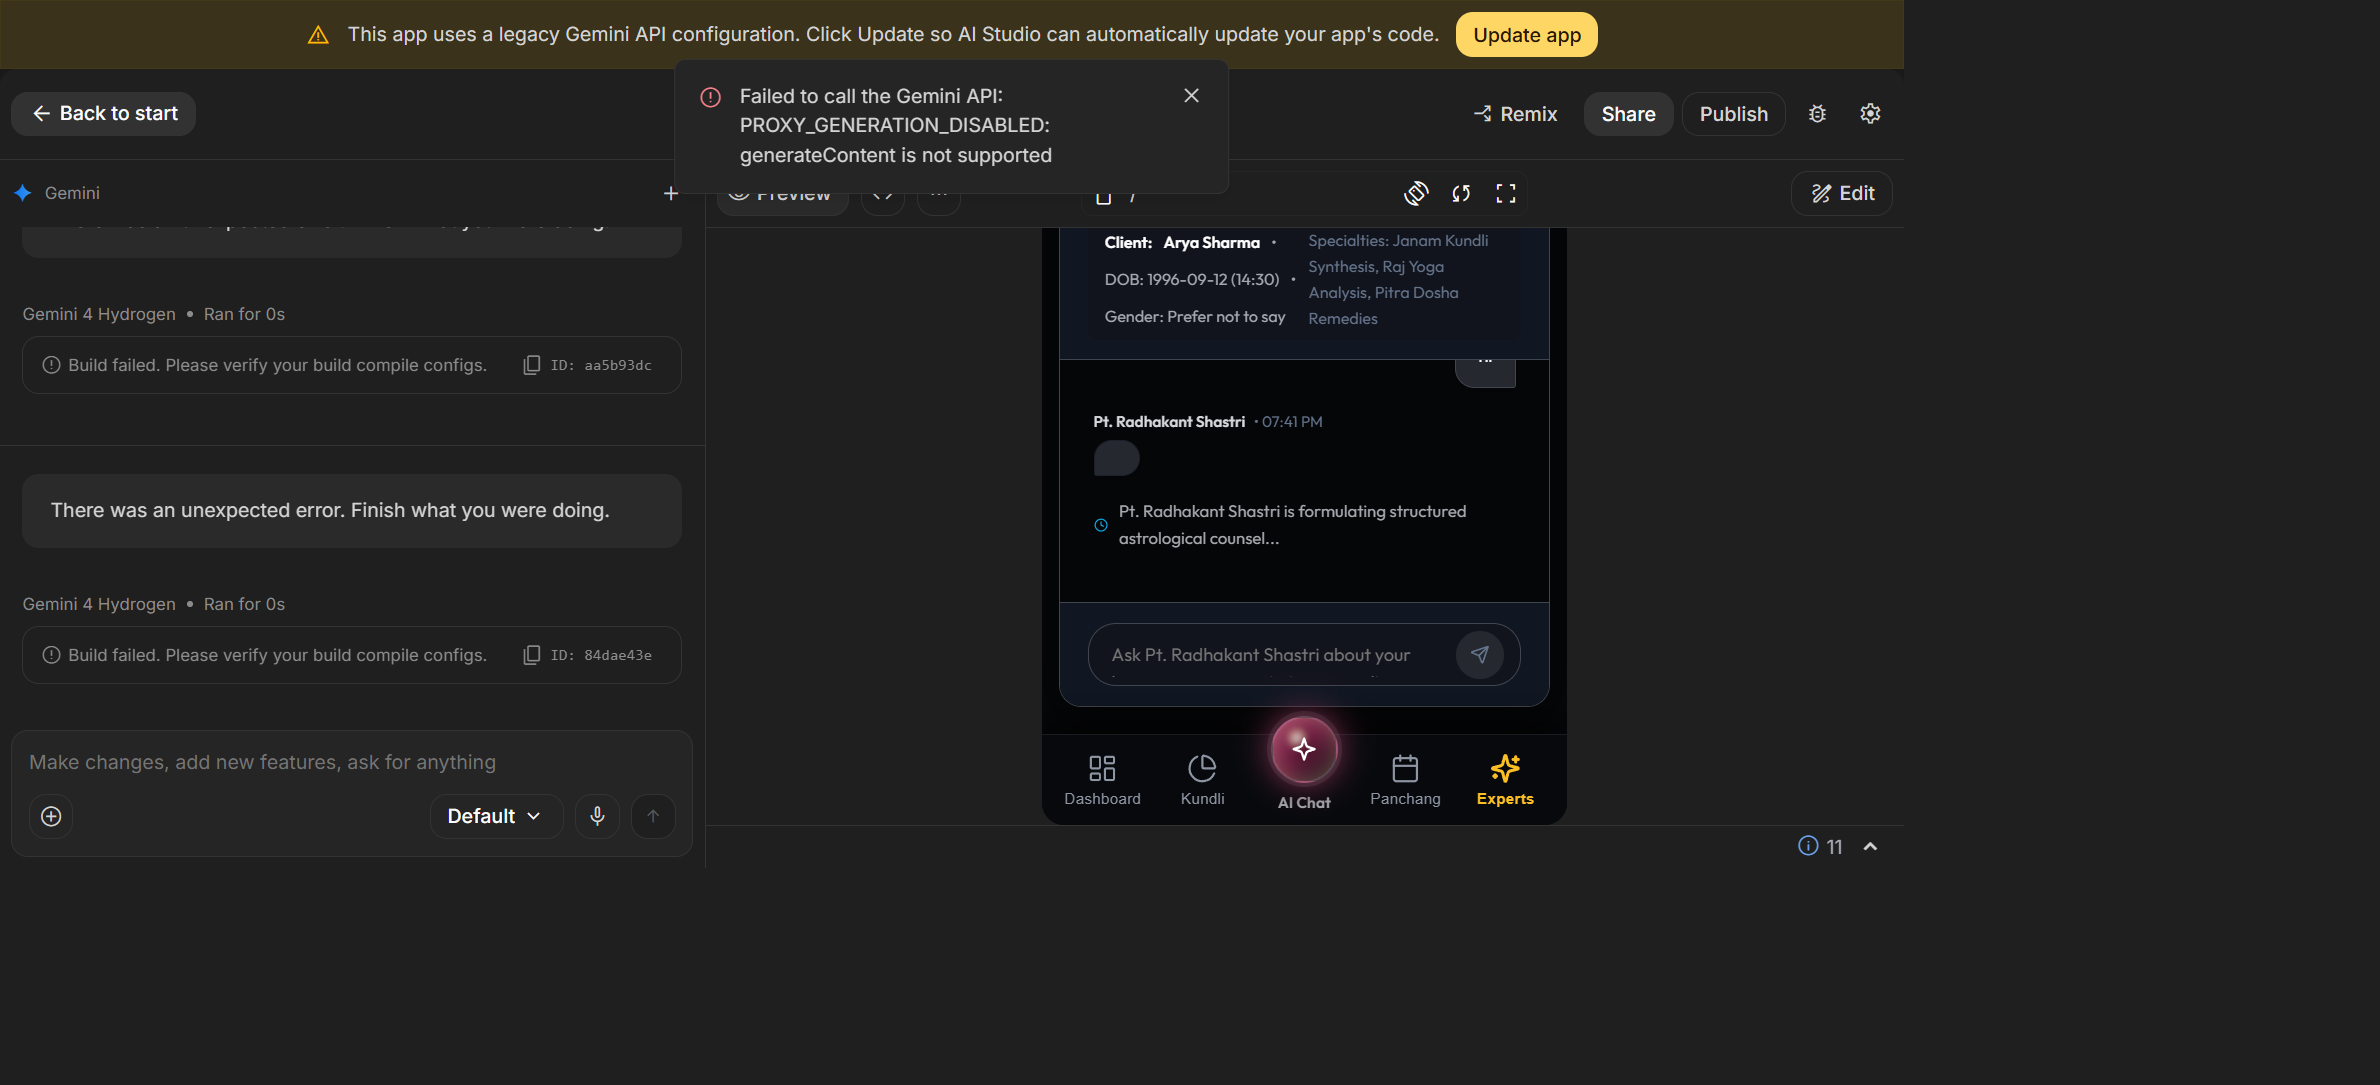 This app uses a legacy Gemini API configuration. Click Update so AI Studio can automatically update your app's code.
Update app
Failed to call the Gemini API:
PROXY_GENERATION_DISABLED:
generateContent is not supported
Back to start
Remix
Share
Publish
Gemini
Preview
/
Edit
Gemini 4 Hydrogen • Ran for 0s
Build failed. Please verify your build compile configs.
ID: aa5b93dc
There was an unexpected error. Finish what you were doing.
Gemini 4 Hydrogen • Ran for 0s
Build failed. Please verify your build compile configs.
ID: 84dae43e
Make changes, add new features, ask for anything
Default
Client: Arya Sharma •
DOB: 1996-09-12 (14:30) •
Gender: Prefer not to say
Specialties: Janam Kundli
Synthesis, Raj Yoga
Analysis, Pitra Dosha
Remedies
Pt. Radhakant Shastri • 07:41 PM
Pt. Radhakant Shastri is formulating structured
astrological counsel...
Ask Pt. Radhakant Shastri about your
Dashboard
Kundli
AI Chat
Panchang
Experts
11